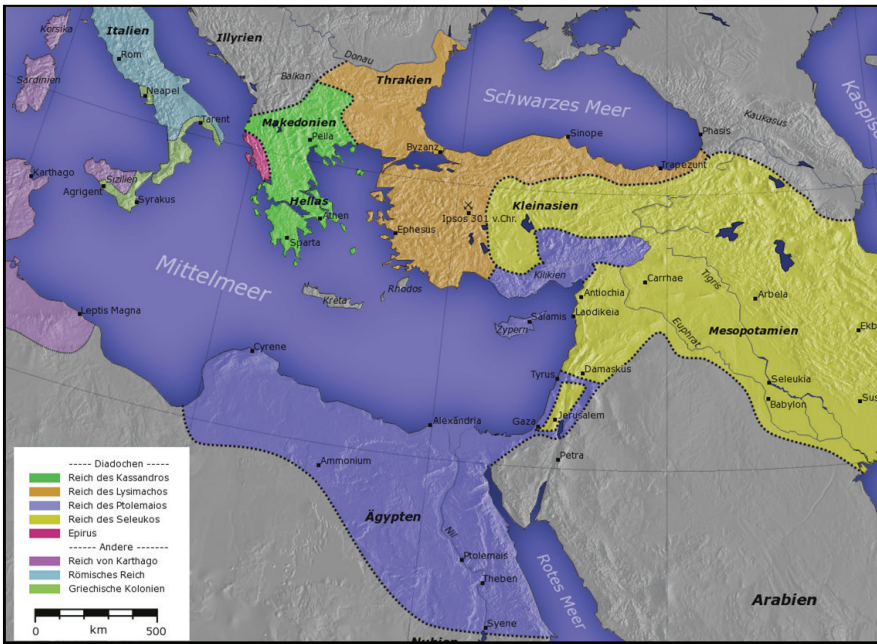 Korsika
Italien
Rom
Illyrien
Donau
Balkan
Thrakien
Schwarzes Meer
Kaukasus
Kaspisc
Sardinien
Neapel
Tarent
Makedonien
Pella
Byzanz
Sinope
Phasis
Trapezunt
Karthago
Sizilien
Agrigent
Syrakus
Hellas
Athen
Sparta
Ephesus
Ipsos 301 v.Chr.
Kleinasien
Mittelmeer
Kreta
Rhodos
Kilikien
Antiochia
Carrhae
Tigris
Arbela
Leptis Magna
Salamis
Zypern
Laodikeia
Euphrat
Mesopotamien
Ekb
Cyrene
Tyrus
Damaskus
Seleukia
Babylon
Sus
Alexandria
Gaza
Jerusalem
Petra
Ammonium
Ägypten
Nil
Ptolemais
Theben
Rotes Meer
Arabien
Syene
Nubien
----- Diadochen -----
Reich des Kassandros
Reich des Lysimachos
Reich des Ptolemaios
Reich des Seleukos
Epirus
------ Andere ------
Reich von Karthago
Römisches Reich
Griechische Kolonien
0 km 500